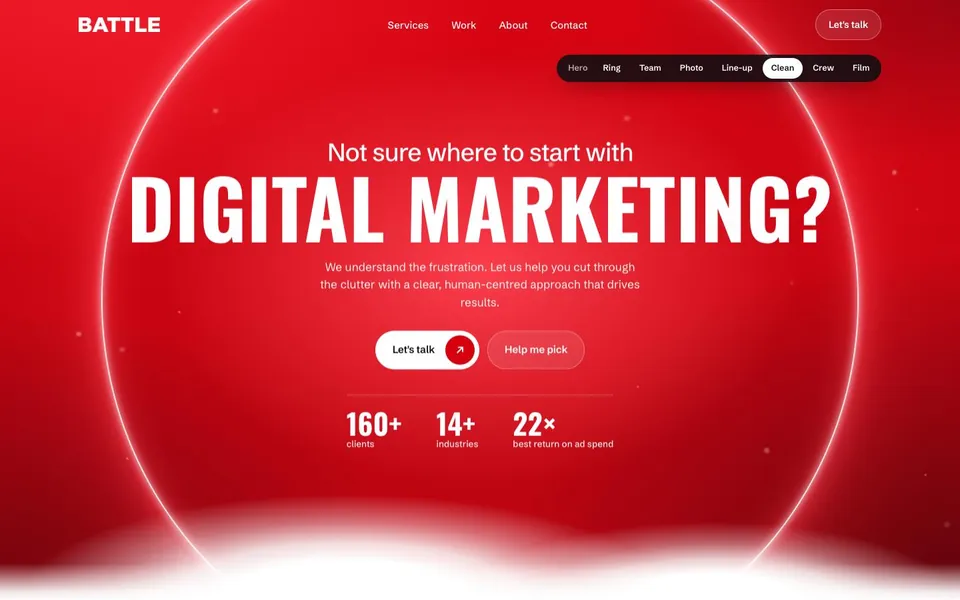 BATTLE
Services Work About Contact
Let's talk
Hero Ring Team Photo Line-up Clean Crew Film
Not sure where to start with
DIGITAL MARKETING?
We understand the frustration. Let us help you cut through
the clutter with a clear, human-centred approach that drives
results.
Let's talk
Help me pick
160+ 14+ 22×
clients industries best return on ad spend